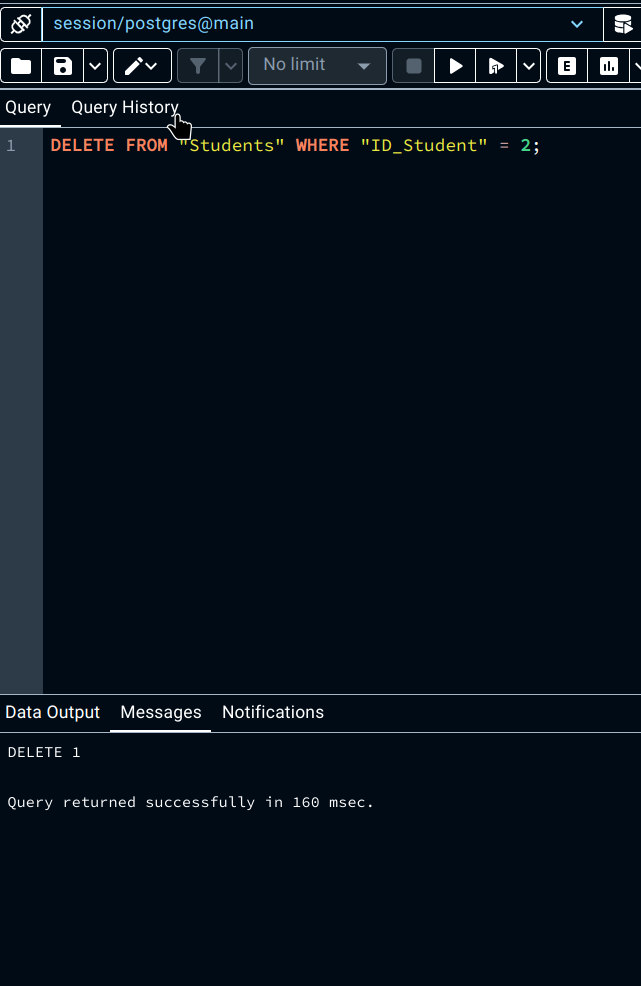 session/postgres@main
No limit
E
Query Query History
1 DELETE FROM "Students" WHERE "ID_Student" = 2;
Data Output Messages Notifications
DELETE 1
Query returned successfully in 160 msec.